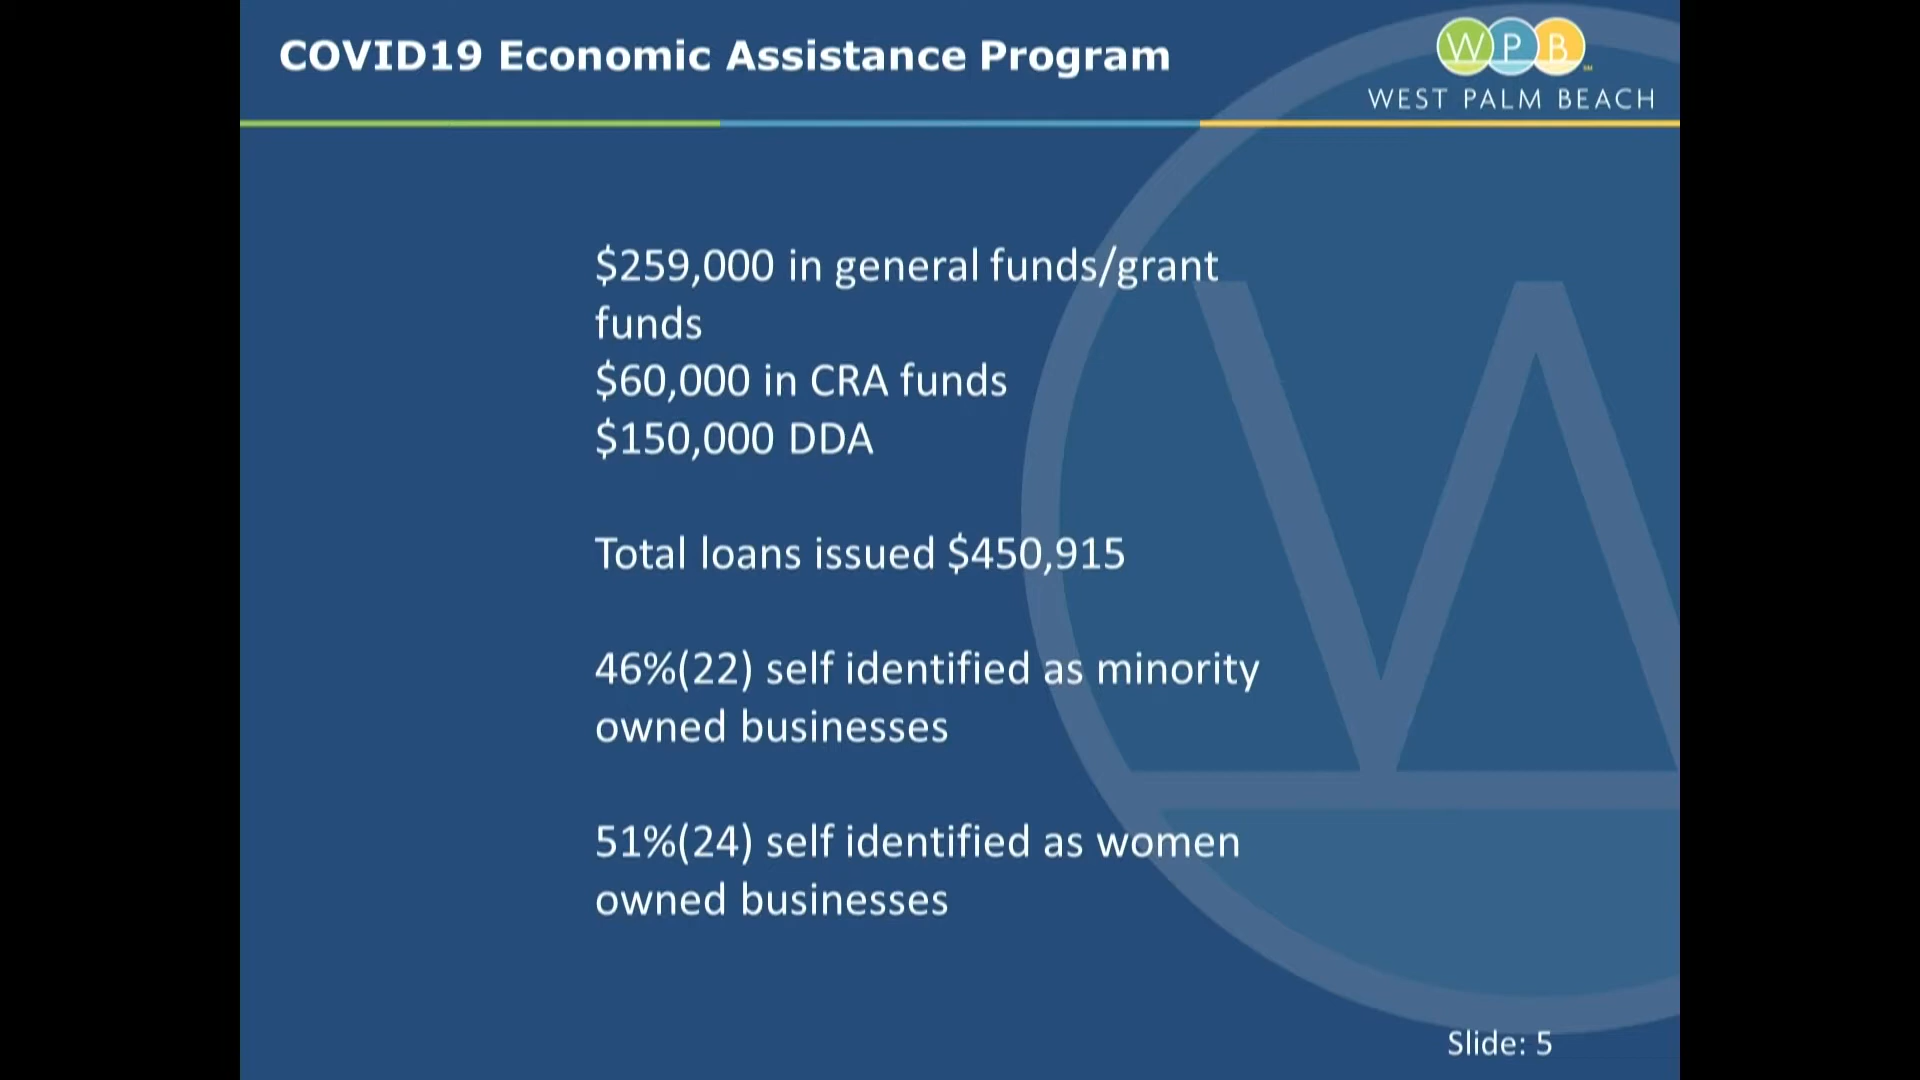 COVID19 Economic Assistance Program
WPB
SM
WEST PALM BEACH
$259,000 in general funds/grant
funds
$60,000 in CRA funds
$150,000 DDA
Total loans issued $450,915
46%(22) self identified as minority
owned businesses
51%(24) self identified as women
owned businesses
Slide: 5